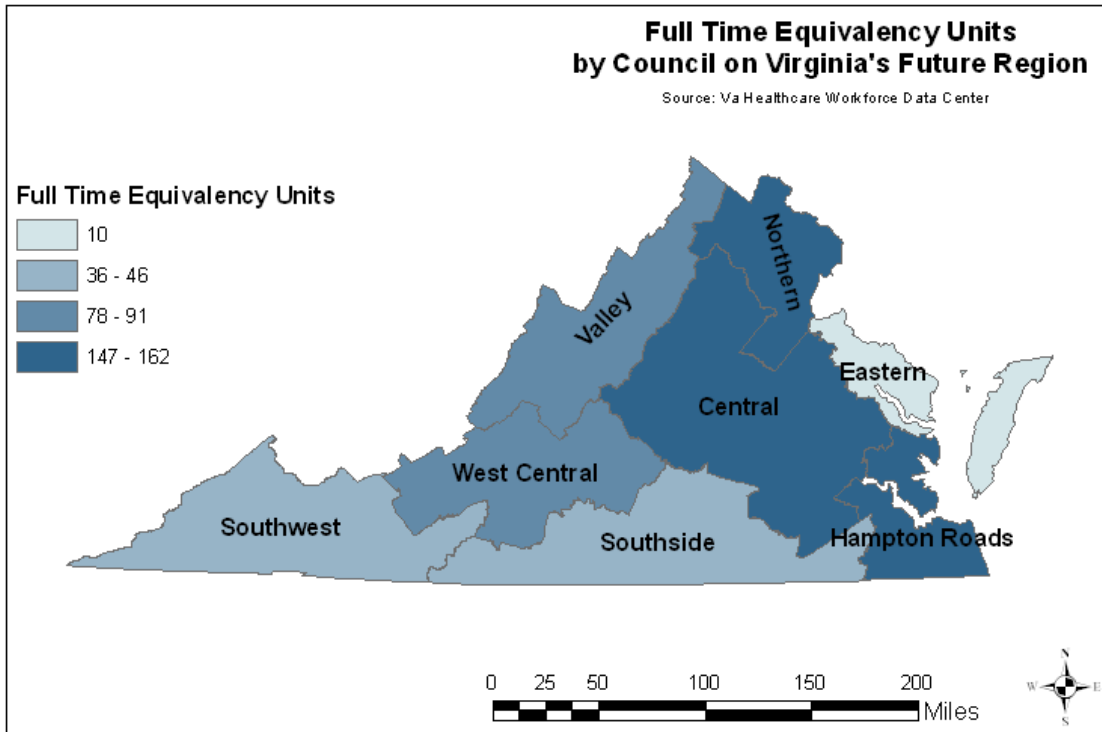 Full Time Equivalency Units
by Council on Virginia's Future Region
Source: Va Healthcare Workforce Data Center
Full Time Equivalency Units
10
36 - 46
78 - 91
147 - 162
Northern
Valley
Eastern
Central
West Central
Southwest
Southside
Hampton Roads
0 25 50 100 150 200
Miles
N
W E
S